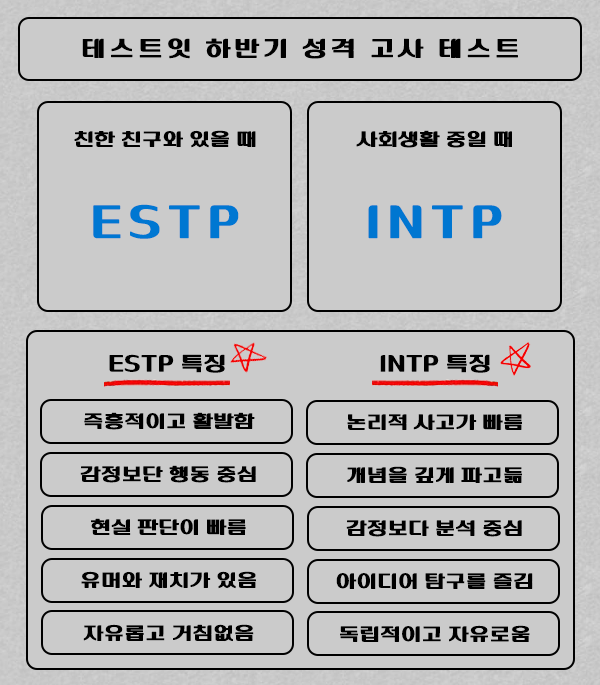 테스트잇 하반기 성격 고사 테스트
친한 친구와 있을 때
ESTP
사회생활 중일 때
INTP
ESTP 특징
즉흥적이고 활발함
감정보단 행동 중심
현실 판단이 빠름
유머와 재치가 있음
자유롭고 거침없음
INTP 특징
논리적 사고가 빠름
개념을 깊게 파고듦
감정보다 분석 중심
아이디어 탐구를 즐김
독립적이고 자유로움